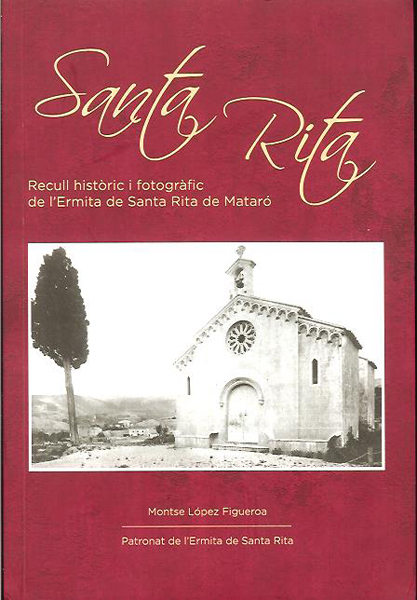 Santa
Rita
Recull històric i fotogràfic
de l'Ermita de Santa Rita de Mataró
Montse López Figueroa
Patronat de l'Ermita de Santa Rita